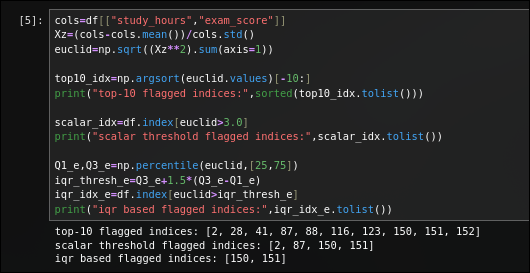 [5]: cols=df[["study_hours","exam_score"]]
Xz=(cols-cols.mean())/cols.std()
euclid=np.sqrt((Xz**2).sum(axis=1))
top10_idx=np.argsort(euclid.values)[-10:]
print("top-10 flagged indices:",sorted(top10_idx.tolist()))
scalar_idx=df.index[euclid>3.0]
print("scalar threshold flagged indices:",scalar_idx.tolist())
Q1_e,Q3_e=np.percentile(euclid,[25,75])
iqr_thresh_e=Q3_e+1.5*(Q3_e-Q1_e)
iqr_idx_e=df.index[euclid>iqr_thresh_e]
print("iqr based flagged indices:",iqr_idx_e.tolist())
top-10 flagged indices: [2, 28, 41, 87, 88, 116, 123, 150, 151, 152]
scalar threshold flagged indices: [2, 87, 150, 151]
iqr based flagged indices: [150, 151]